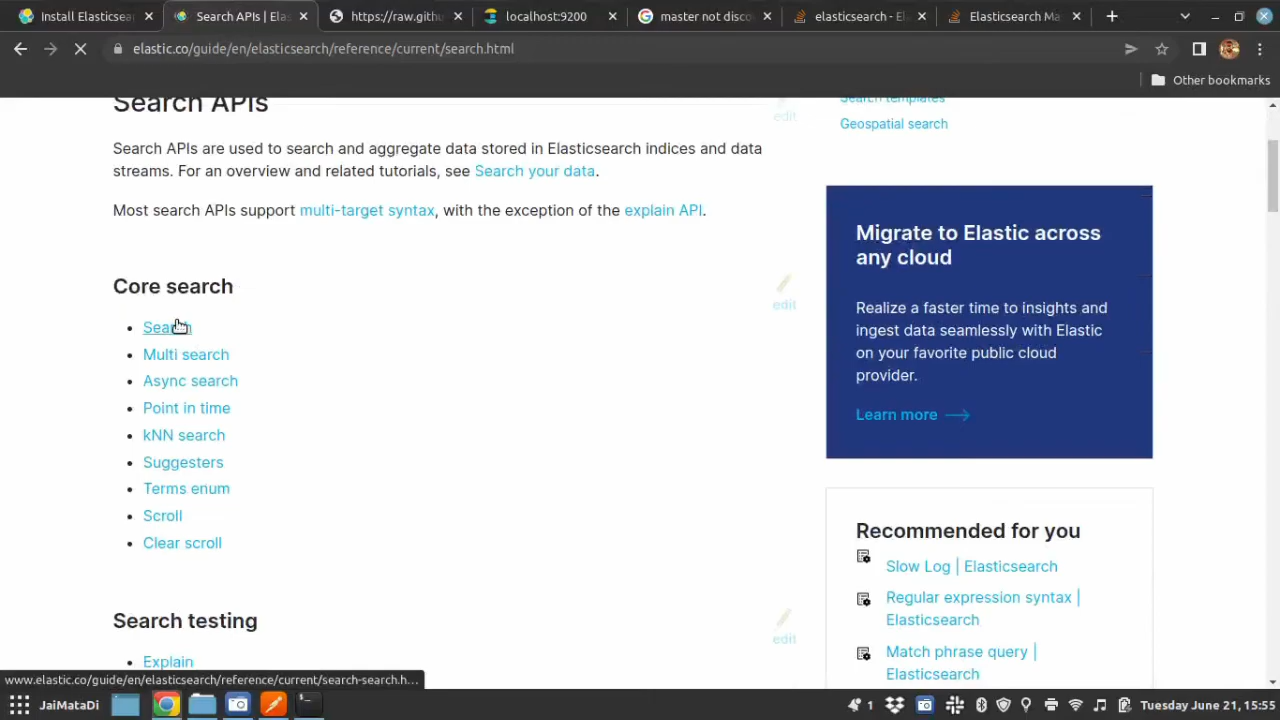 Install Elasticsear
Search APIs | Elas
https://raw.githu
localhost:9200
master not disco
elasticsearch - El
Elasticsearch Ma
elastic.co/guide/en/elasticsearch/reference/current/search.html
Other bookmarks
Search APIs
edit
Search APIs are used to search and aggregate data stored in Elasticsearch indices and data
streams. For an overview and related tutorials, see Search your data.
Most search APIs support multi-target syntax, with the exception of the explain API.
Core search
edit
Search
Multi search
Async search
Point in time
kNN search
Suggesters
Terms enum
Scroll
Clear scroll
Search testing
edit
Explain
Search templates
Geospatial search
Migrate to Elastic across
any cloud
Realize a faster time to insights and
ingest data seamlessly with Elastic
on your favorite public cloud
provider.
Learn more
Recommended for you
Slow Log | Elasticsearch
Regular expression syntax |
Elasticsearch
Match phrase query |
Elasticsearch
www.elastic.co/guide/en/elasticsearch/reference/current/search-search.h...
JaiMataDi
1
Tuesday June 21, 15:55